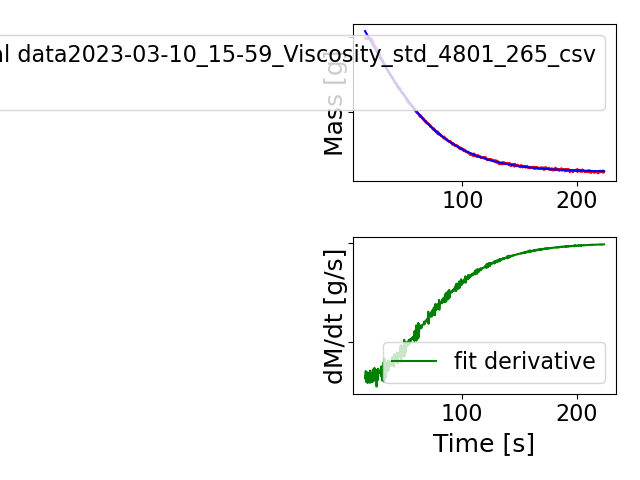 al data2023-03-10_15-59_Viscosity_std_4801_265_csv
Mass [g]
100 200
dM/dt [g/s]
fit derivative
100 200
Time [s]